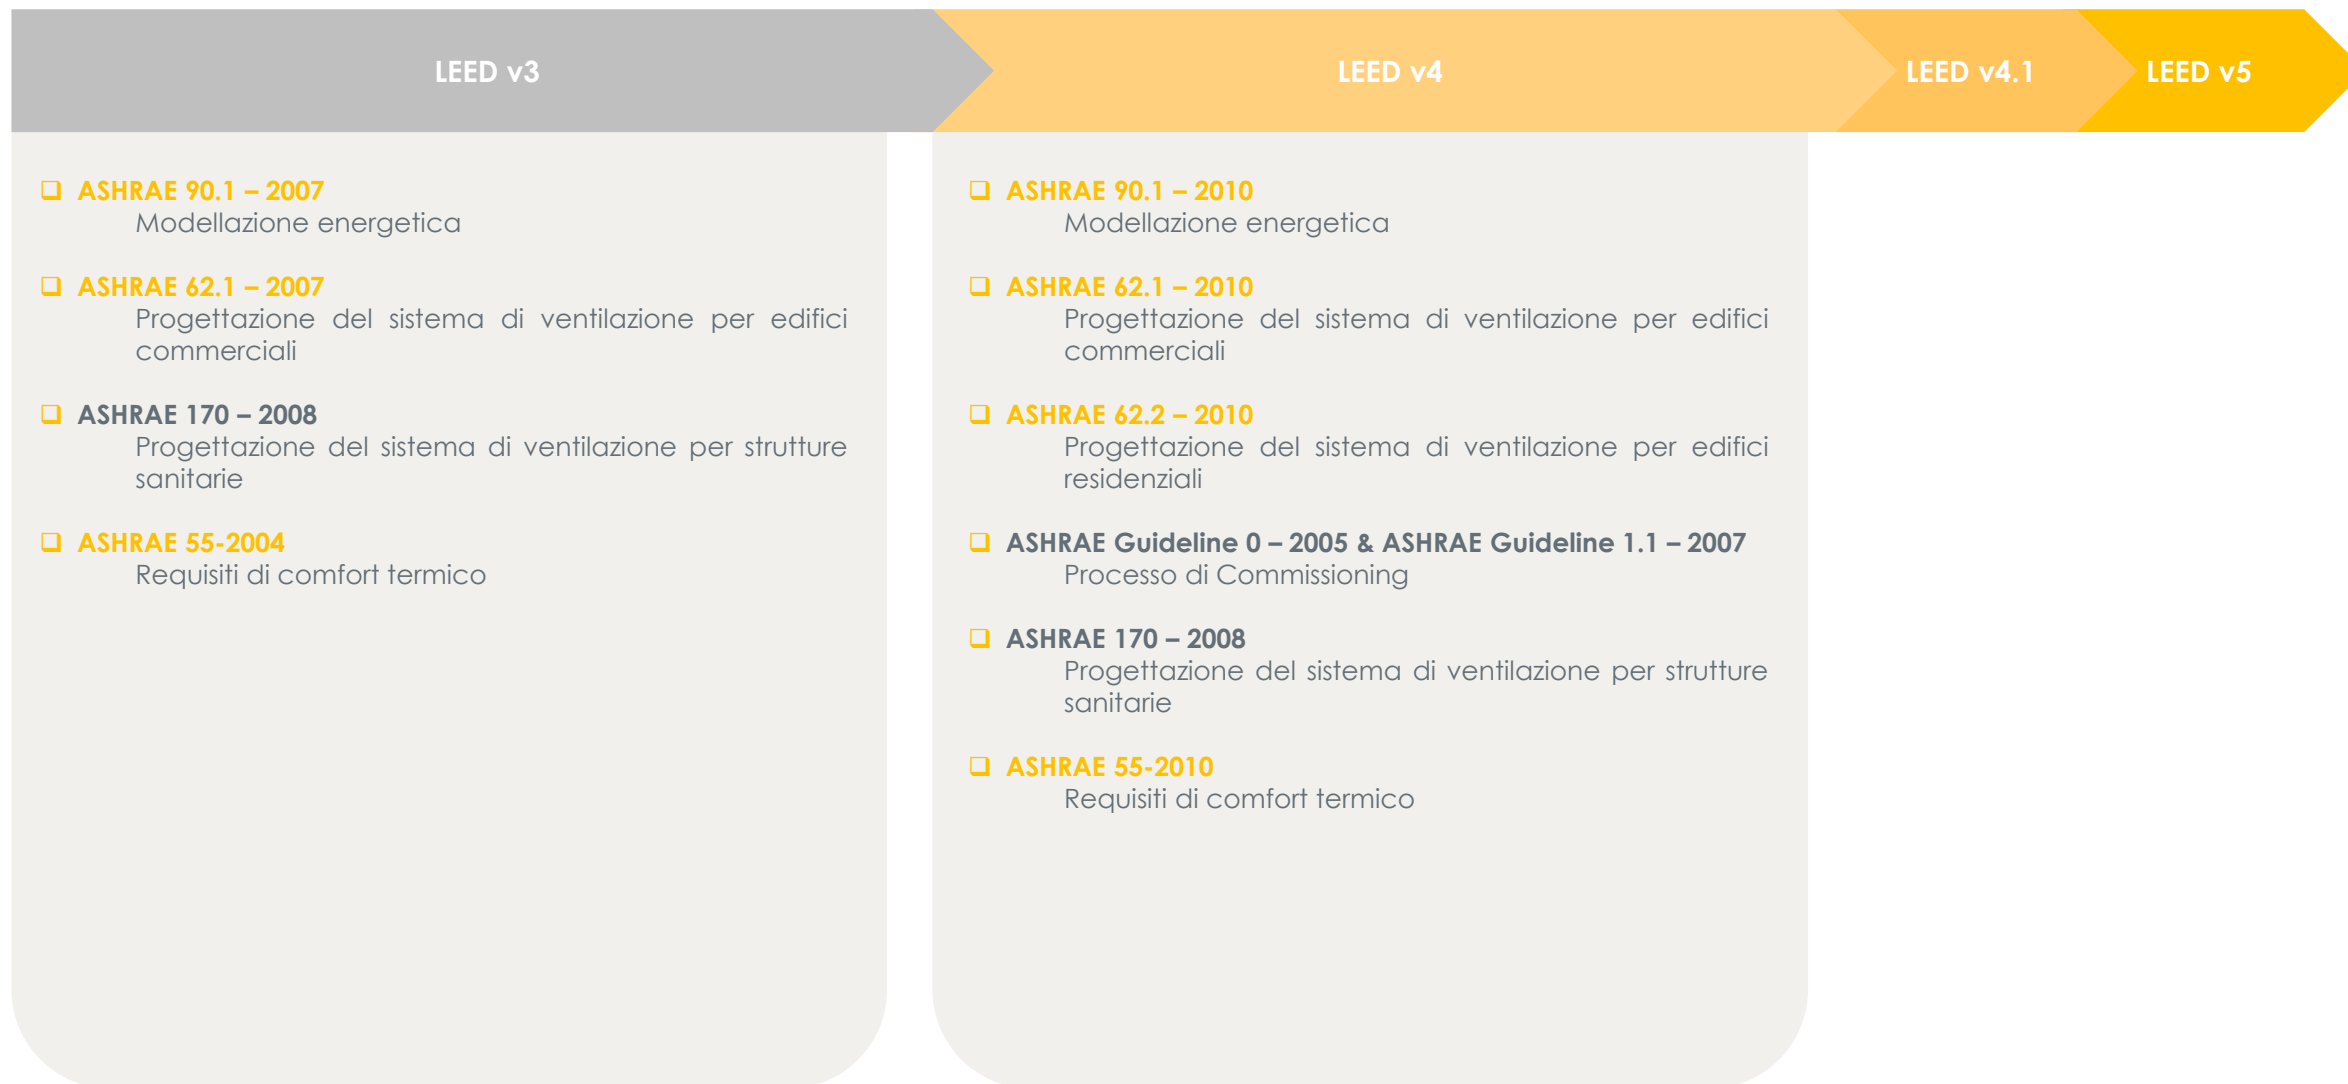 LEED v3
LEED v4
LEED v4.1
LEED v5
ASHRAE 90.1 – 2007
Modellazione energetica
ASHRAE 62.1 – 2007
Progettazione del sistema di ventilazione per edifici
commerciali
ASHRAE 170 – 2008
Progettazione del sistema di ventilazione per strutture
sanitarie
ASHRAE 55-2004
Requisiti di comfort termico
ASHRAE 90.1 – 2010
Modellazione energetica
ASHRAE 62.1 – 2010
Progettazione del sistema di ventilazione per edifici
commerciali
ASHRAE 62.2 – 2010
Progettazione del sistema di ventilazione per edifici
residenziali
ASHRAE Guideline 0 – 2005 & ASHRAE Guideline 1.1 – 2007
Processo di Commissioning
ASHRAE 170 – 2008
Progettazione del sistema di ventilazione per strutture
sanitarie
ASHRAE 55-2010
Requisiti di comfort termico